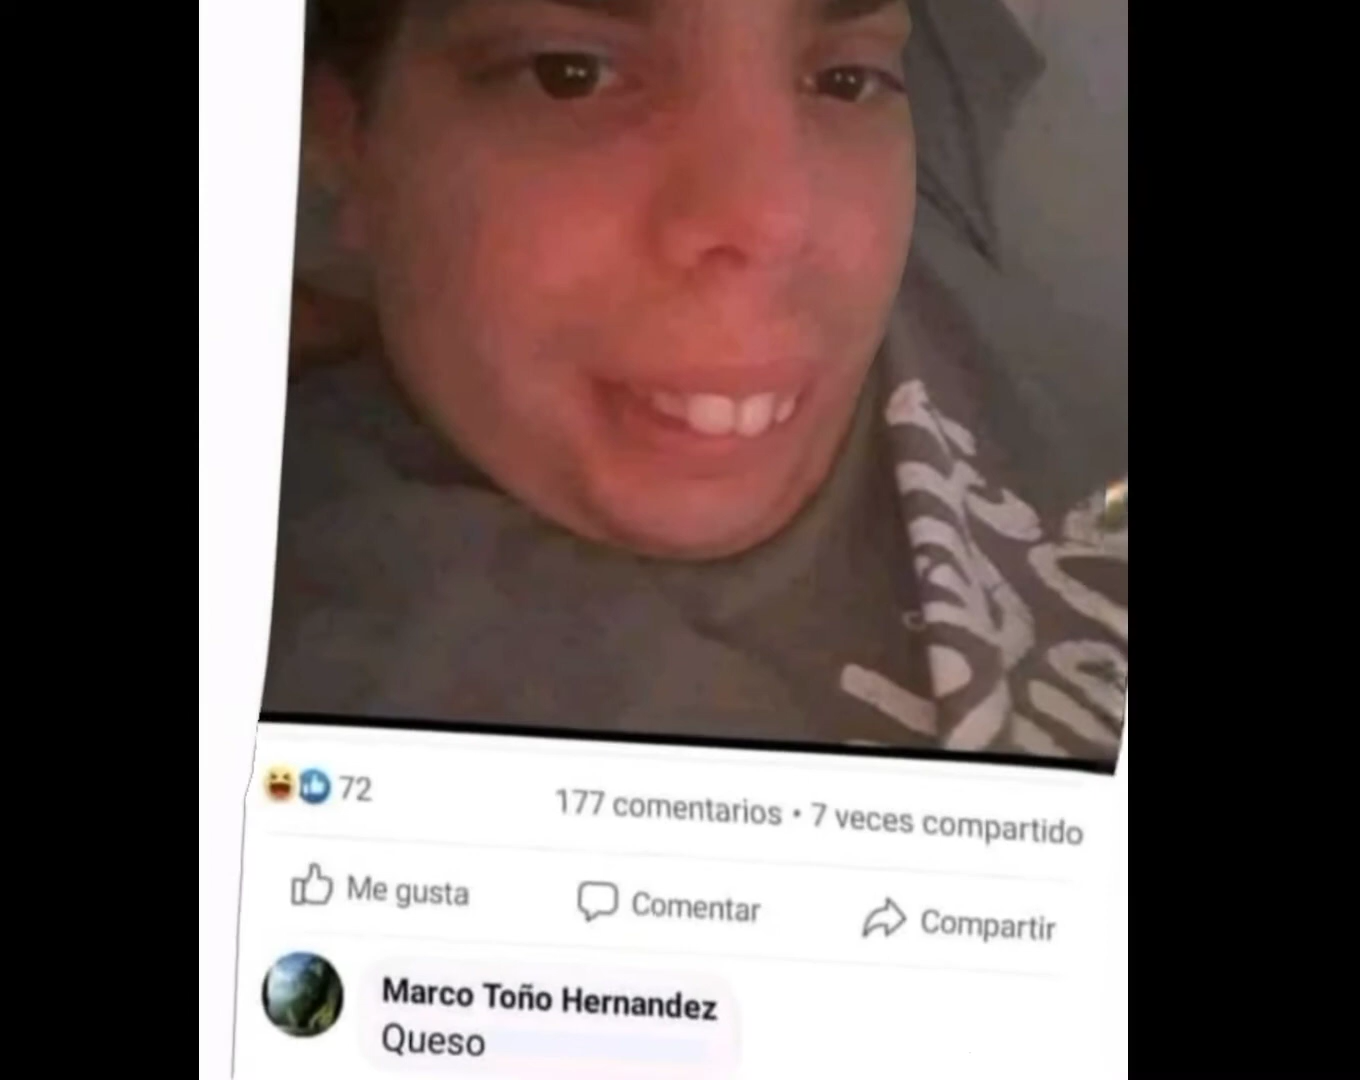 72
177 comentarios • 7 veces compartido
Me gusta
Comentar
Compartir
Marco Toño Hernandez
Queso